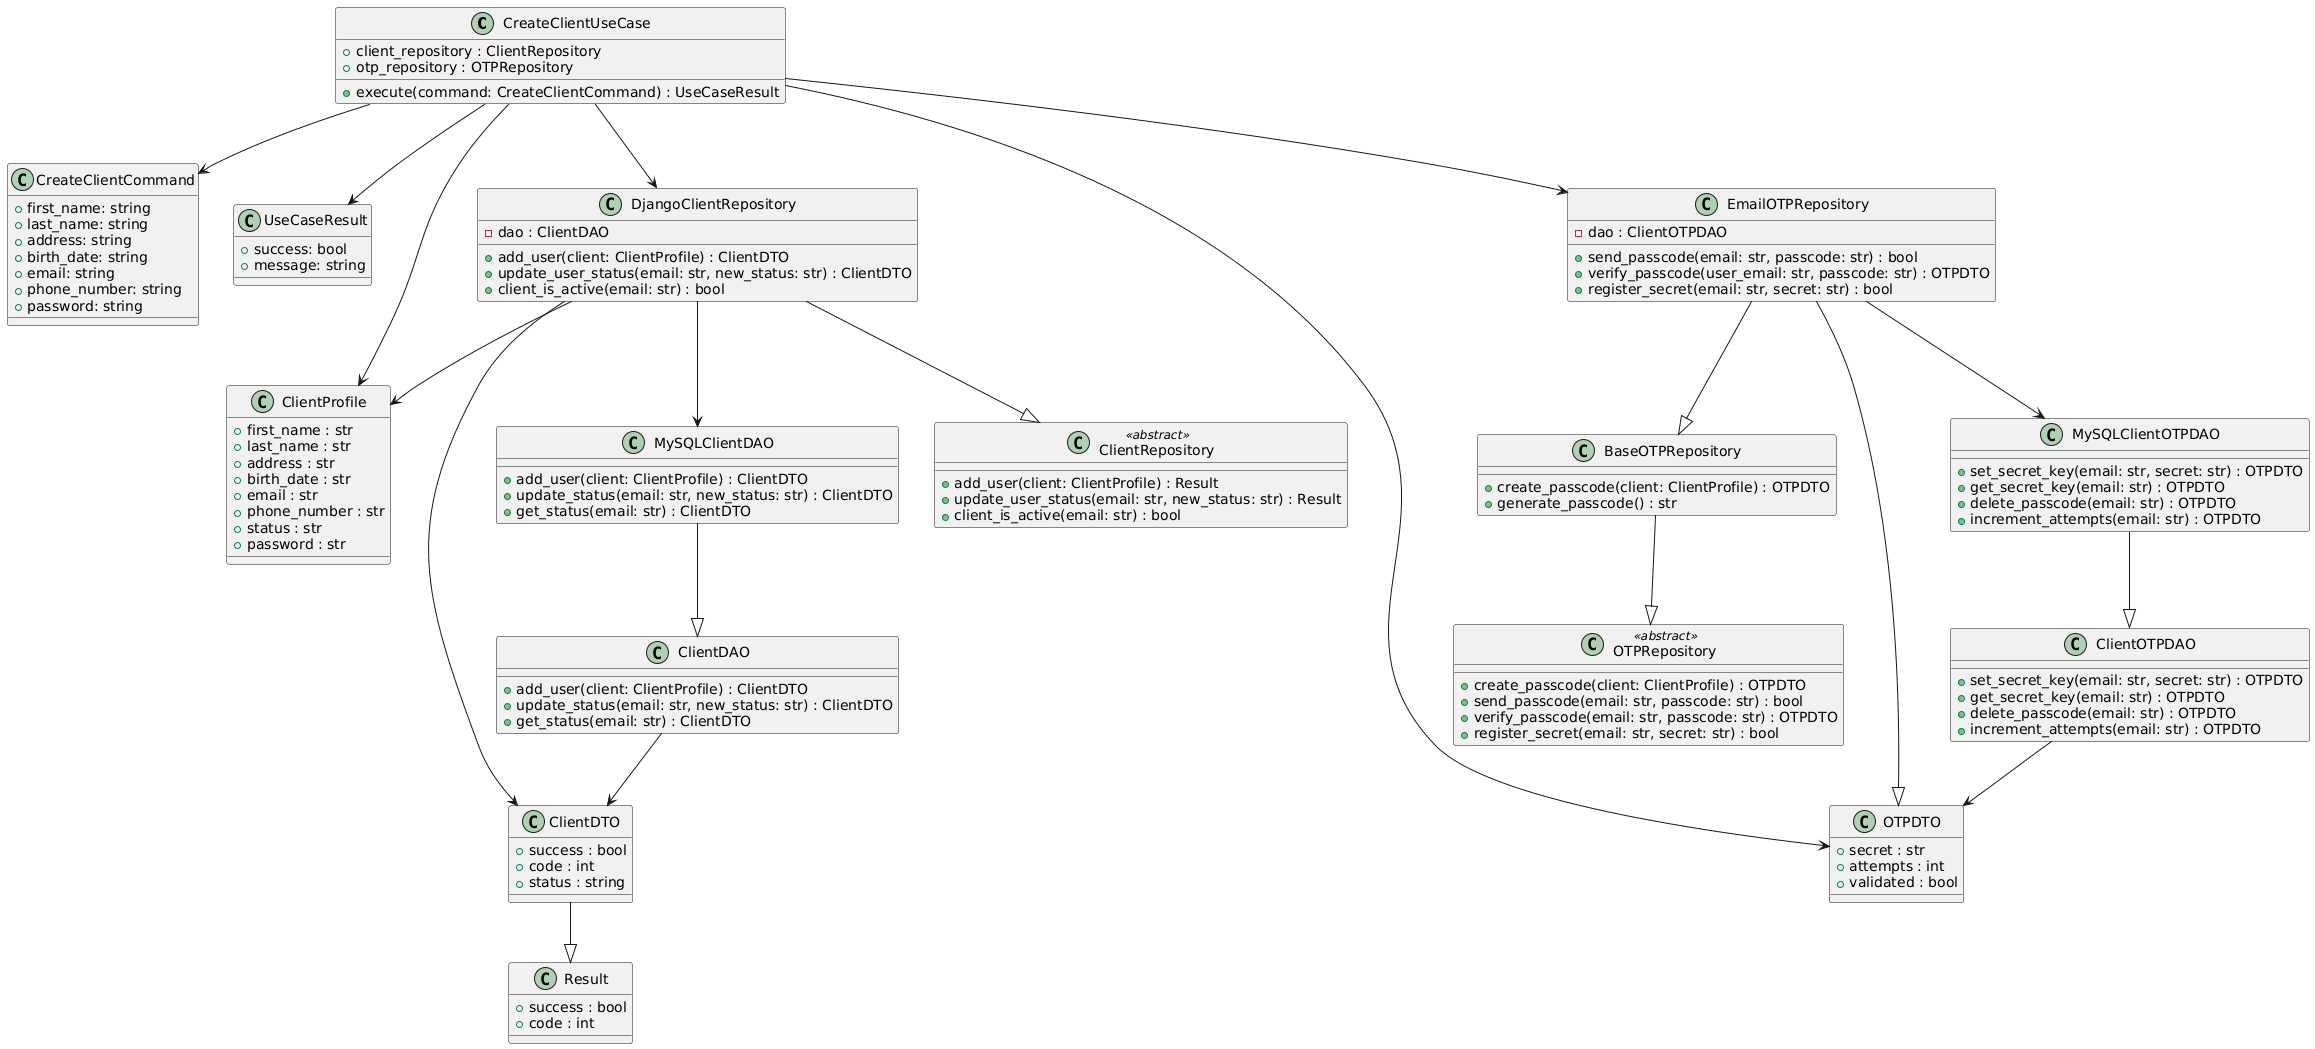 C CreateClientUseCase
client_repository : ClientRepository
otp_repository : OTPRepository
execute(command: CreateClientCommand) : UseCaseResult
C CreateClientCommand
first_name: string
last_name: string
address: string
birth_date: string
email: string
phone_number: string
password: string
C UseCaseResult
success: bool
message: string
C DjangoClientRepository
dao : ClientDAO
add_user(client: ClientProfile) : ClientDTO
update_user_status(email: str, new_status: str) : ClientDTO
client_is_active(email: str) : bool
C EmailOTPRepository
dao : ClientOTPDAO
send_passcode(email: str, passcode: str) : bool
verify_passcode(user_email: str, passcode: str) : OTPDTO
register_secret(email: str, secret: str) : bool
C ClientProfile
first_name : str
last_name : str
address : str
birth_date : str
email : str
phone_number : str
status : str
password : str
C MySQLClientDAO
add_user(client: ClientProfile) : ClientDTO
update_status(email: str, new_status: str) : ClientDTO
get_status(email: str) : ClientDTO
«abstract»
C ClientRepository
add_user(client: ClientProfile) : Result
update_user_status(email: str, new_status: str) : Result
client_is_active(email: str) : bool
C BaseOTPRepository
create_passcode(client: ClientProfile) : OTPDTO
generate_passcode() : str
C MySQLClientOTPDAO
set_secret_key(email: str, secret: str) : OTPDTO
get_secret_key(email: str) : OTPDTO
delete_passcode(email: str) : OTPDTO
increment_attempts(email: str) : OTPDTO
C ClientDAO
add_user(client: ClientProfile) : ClientDTO
update_status(email: str, new_status: str) : ClientDTO
get_status(email: str) : ClientDTO
«abstract»
C OTPRepository
create_passcode(client: ClientProfile) : OTPDTO
send_passcode(email: str, passcode: str) : bool
verify_passcode(email: str, passcode: str) : OTPDTO
register_secret(email: str, secret: str) : bool
C ClientOTPDAO
set_secret_key(email: str, secret: str) : OTPDTO
get_secret_key(email: str) : OTPDTO
delete_passcode(email: str) : OTPDTO
increment_attempts(email: str) : OTPDTO
C ClientDTO
success : bool
code : int
status : string
C OTPDTO
secret : str
attempts : int
validated : bool
C Result
success : bool
code : int